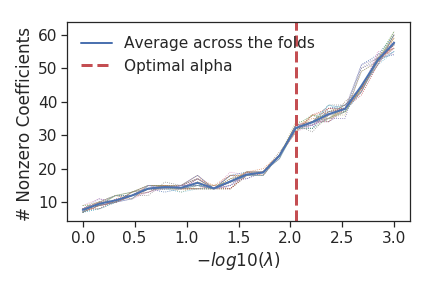 Average across the folds
Optimal alpha
# Nonzero Coefficients
60
50
40
30
20
10
0.0 0.5 1.0 1.5 2.0 2.5 3.0
−log10(λ)